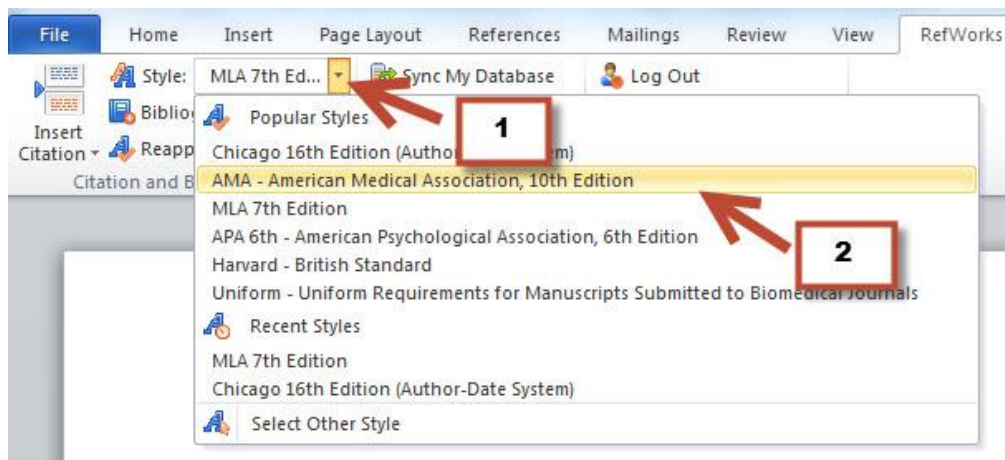 File Home Insert Page Layout References Mailings Review View RefWorks
Style: MLA 7th Ed... Sync My Database Log Out
Insert
Citation
Biblio
Reapp
Citation and B
Popular Styles
1
Chicago 16th Edition (Autho em)
AMA - American Medical Association, 10th Edition
MLA 7th Edition
APA 6th - American Psychological Association, 6th Edition
2
Harvard - British Standard
Uniform - Uniform Requirements for Manuscripts Submitted to Biomedical Journals
Recent Styles
MLA 7th Edition
Chicago 16th Edition (Author-Date System)
Select Other Style